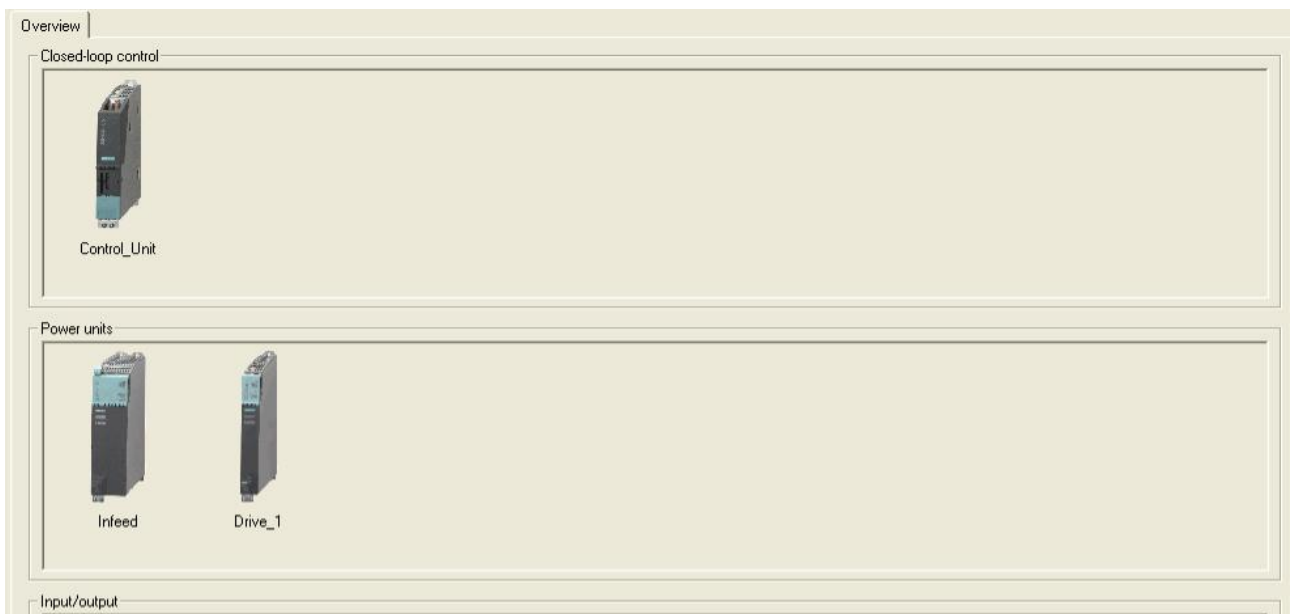 Overview
Closed-loop control
Control_Unit
Power units
Infeed
Drive_1
Input/output